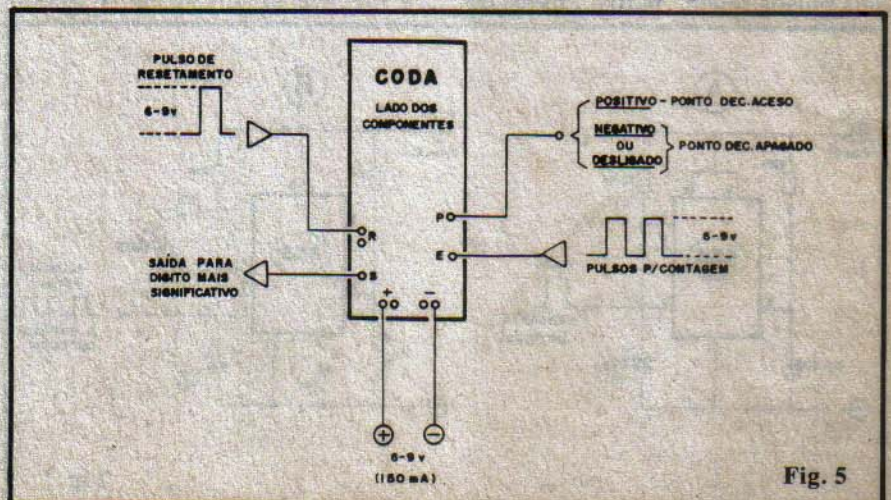 PULSO DE
RESETAMENTO
6-9v
CODA
LADO DOS
COMPONENTES
POSITIVO - PONTO DEC. ACESO
NEGATIVO
OU
DESLIGADO
PONTO DEC. APAGADO
P
R
E
6-9v
PULSOS P/CONTAGEM
SAÍDA PARA
DIGITO MAIS
SIGNIFICATIVO
S
+ -
+ -
6-9 v
(150 mA)
Fig. 5